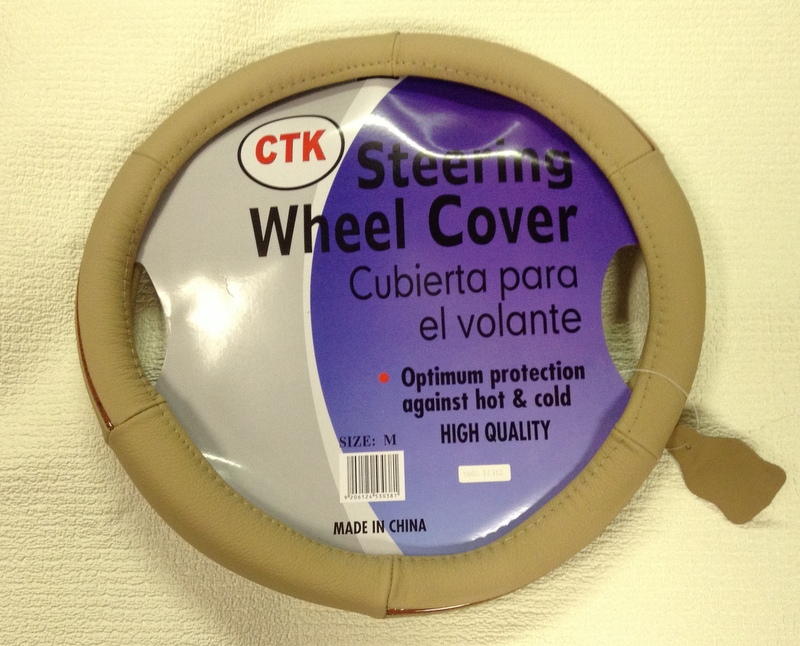 CTK
Steering
Wheel Cover
Cubierta para
el volante
Optimum protection
against hot & cold
HIGH QUALITY
SIZE: M
MADE IN CHINA